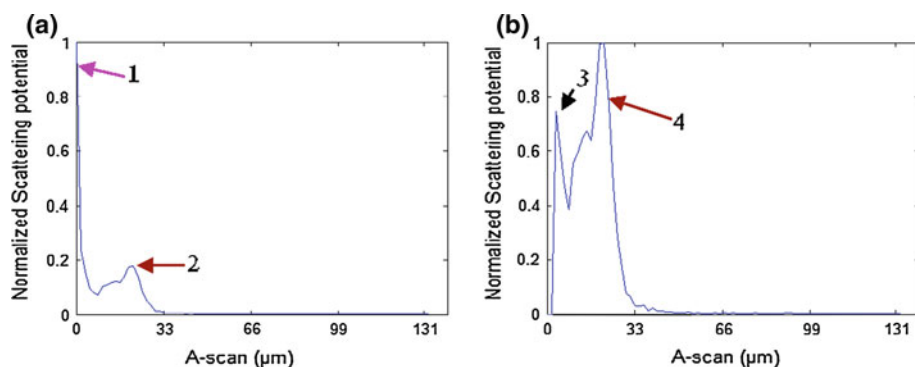 (a)
Normalized Scattering potential
1
0.8
0.6
0.4
0.2
0
0 33 66 99 131
A-scan (µm)
1
2
(b)
Normalized Scattering potential
1
0.8
0.6
0.4
0.2
0
0 33 66 99 131
A-scan (µm)
3
4